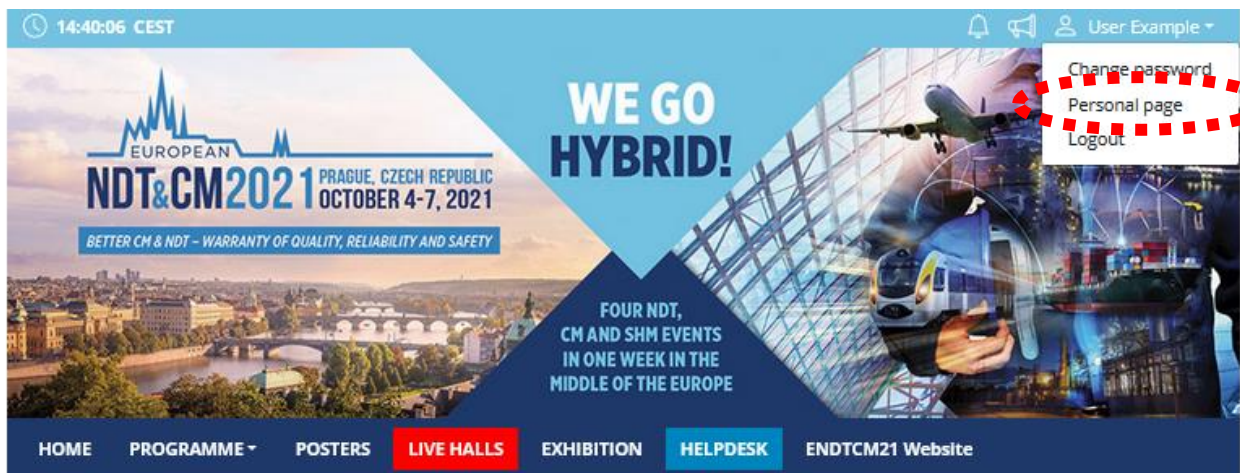 14:40:06 CEST
User Example
Change password
Personal page
Logout
EUROPEAN
NDT&CM2021
PRAGUE, CZECH REPUBLIC
OCTOBER 4-7, 2021
BETTER CM & NDT – WARRANTY OF QUALITY, RELIABILITY AND SAFETY
WE GO
HYBRID!
FOUR NDT,
CM AND SHM EVENTS
IN ONE WEEK IN THE
MIDDLE OF THE EUROPE
HOME PROGRAMME POSTERS LIVE HALLS EXHIBITION HELPDESK ENDTCM21 Website